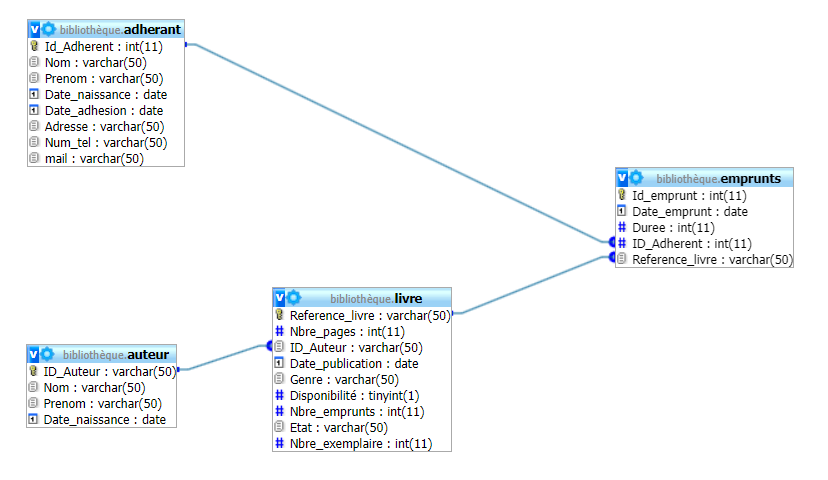 bibliothèque.adherant
Id_Adherent : int(11)
Nom : varchar(50)
Prenom : varchar(50)
Date_naissance : date
Date_adhesion : date
Adresse : varchar(50)
Num_tel : varchar(50)
mail : varchar(50)
bibliothèque.emprunts
Id_emprunt : int(11)
Date_emprunt : date
Duree : int(11)
ID_Adherent : int(11)
Reference_livre : varchar(50)
bibliothèque.livre
Reference_livre : varchar(50)
Nbre_pages : int(11)
ID_Auteur : varchar(50)
Date_publication : date
Genre : varchar(50)
Disponibilité : tinyint(1)
Nbre_emprunts : int(11)
Etat : varchar(50)
Nbre_exemplaire : int(11)
bibliothèque.auteur
ID_Auteur : varchar(50)
Nom : varchar(50)
Prenom : varchar(50)
Date_naissance : date